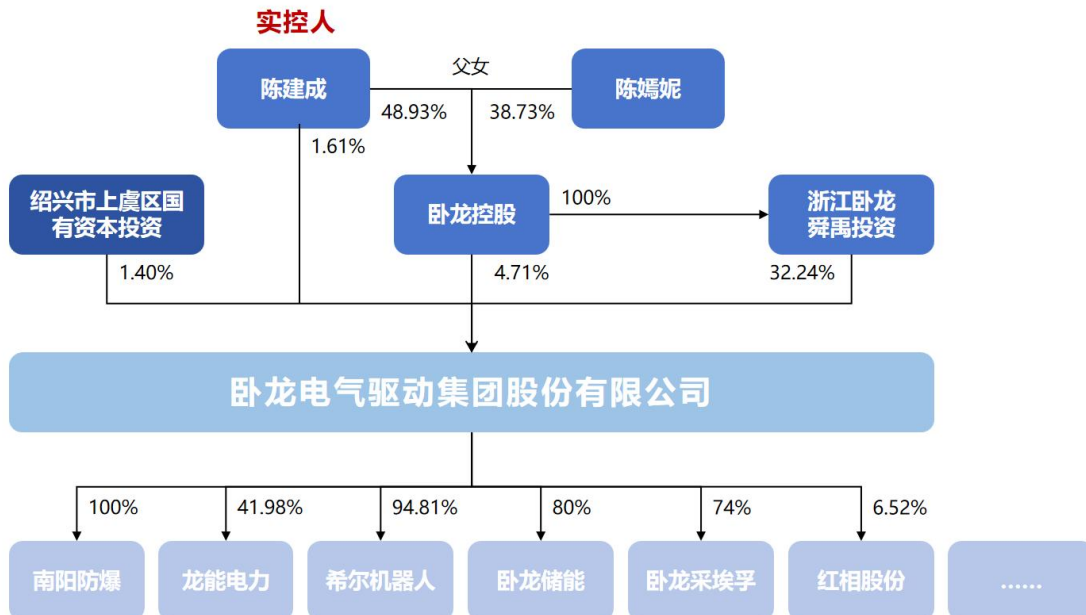 实控人
陈建成
父女
陈嫣妮
48.93%
38.73%
1.61%
绍兴市上虞区国
有资本投资
卧龙控股
100%
浙江卧龙
舜禹投资
1.40%
4.71%
32.24%
卧龙电气驱动集团股份有限公司
100%
41.98%
94.81%
80%
74%
6.52%
南阳防爆
龙能电力
希尔机器人
卧龙储能
卧龙采埃孚
红相股份
……